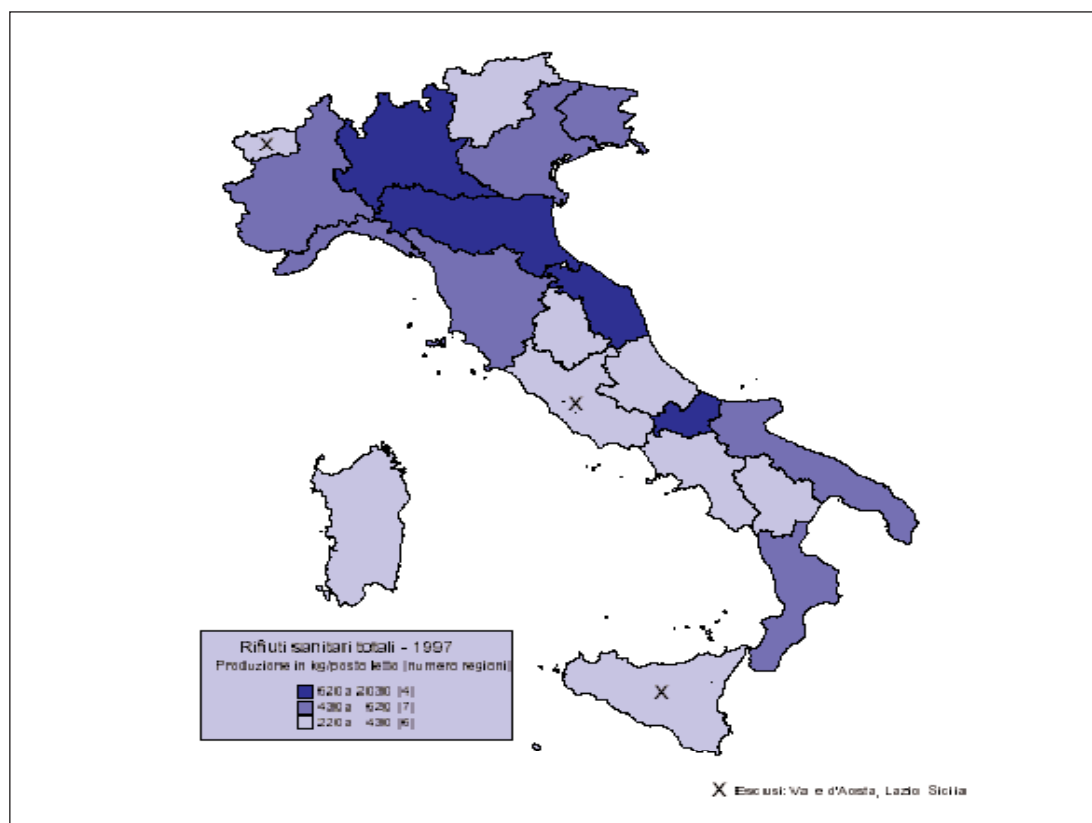 X
X
X
Rifiuti sanitari totali - 1997
Produzione in kg/posto letto (numero regioni)
620 a 2030 (4)
430 a 620 (7)
220 a 430 (6)
X Esclusi: Valle d'Aosta, Lazio Sicilia